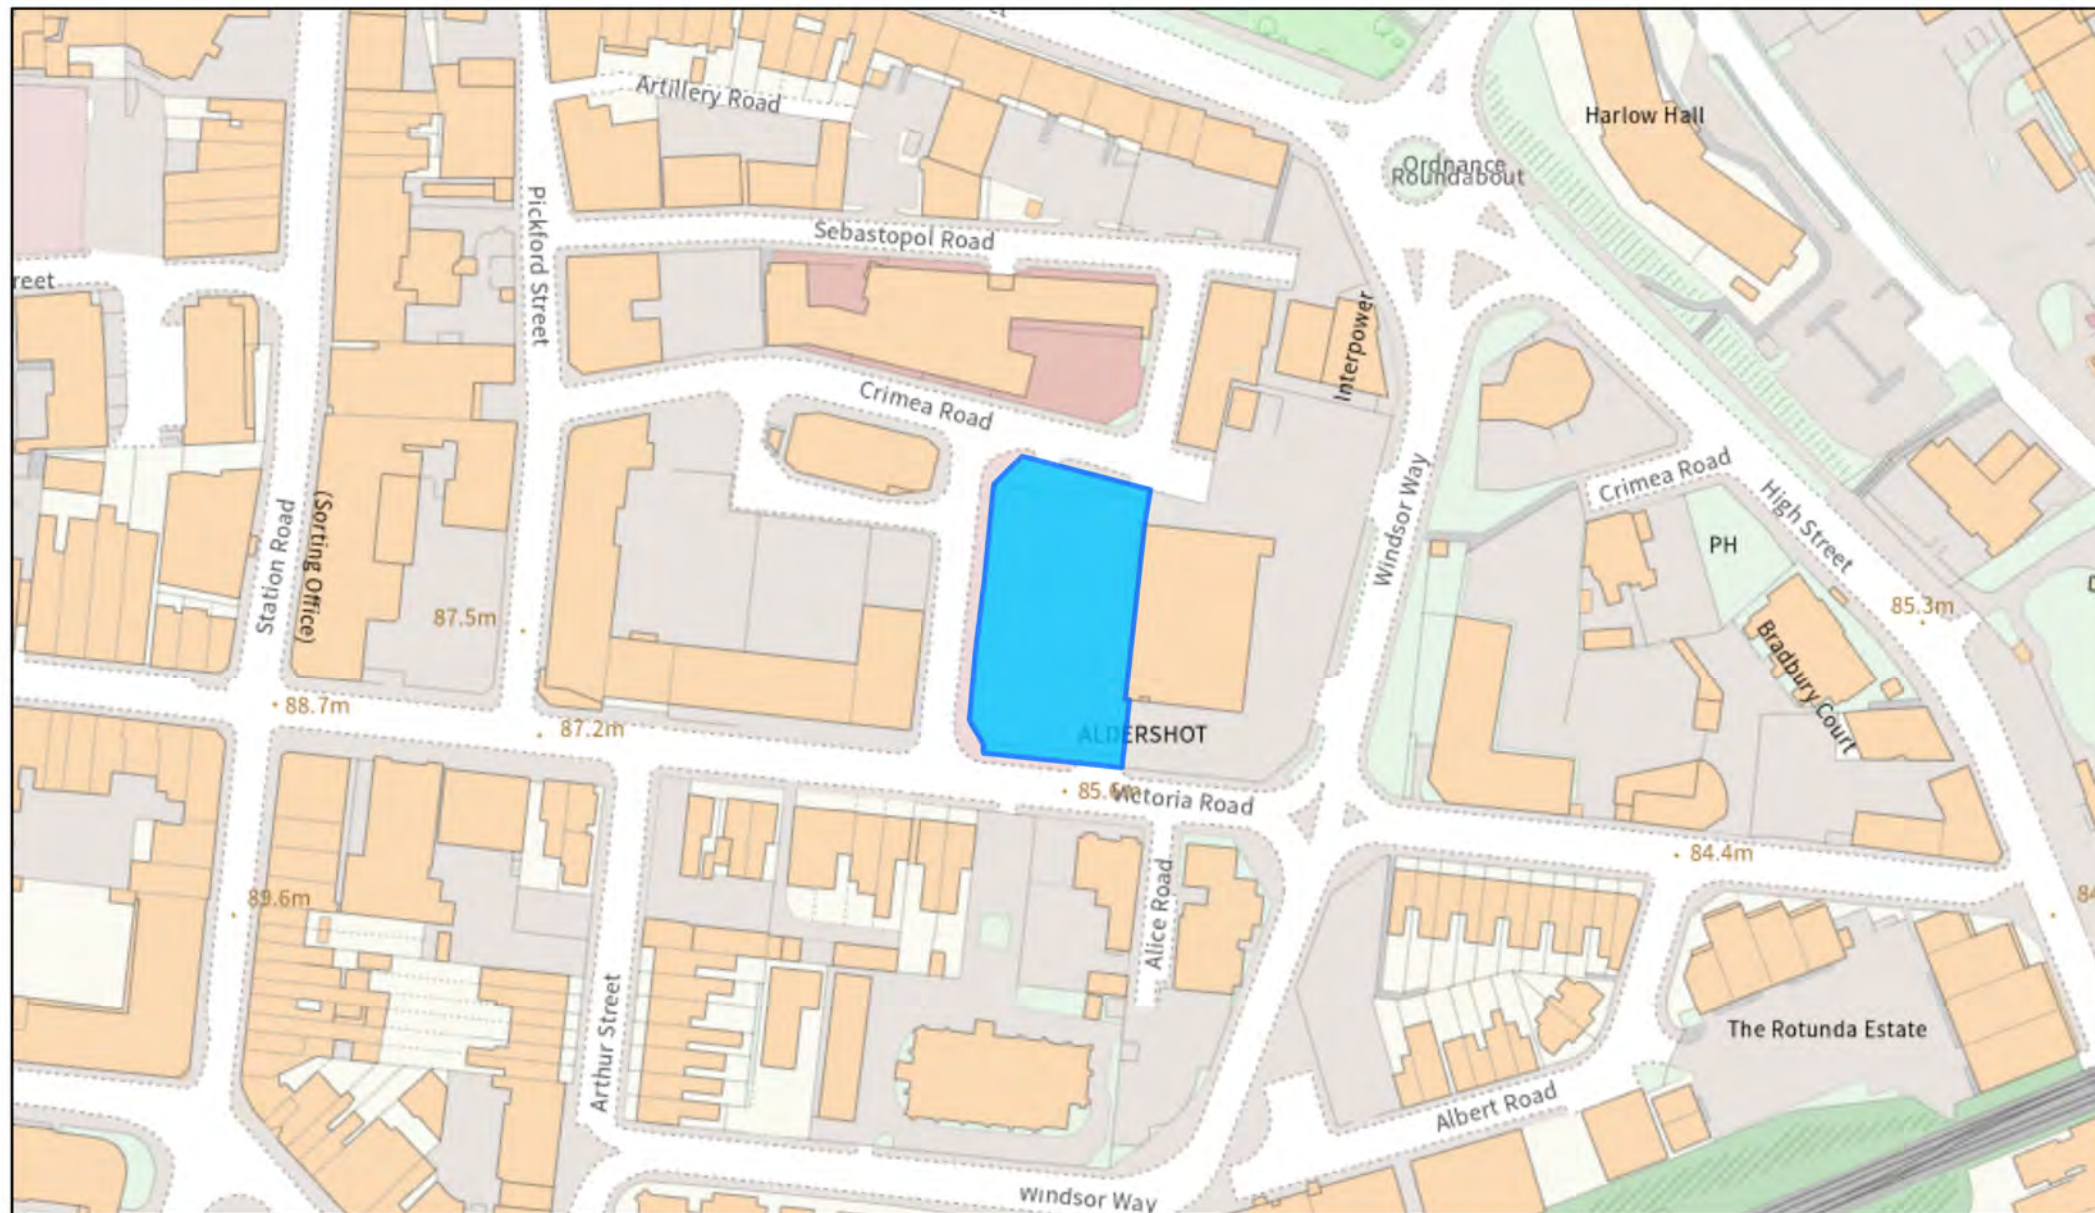 Artillery Road
Harlow Hall
Ordnance
Roundabout
Pickford Street
Sebastopol Road
reet
Interpower
Crimea Road
Crimea Road
High Street
Windsor Way
PH
Station Road
(Sorting Office)
87.5m
85.3m
Bradbury Court
88.7m
87.2m
ALDERSHOT
Victoria Road
84.4m
89.6m
84
Alice Road
Arthur Street
The Rotunda Estate
Albert Road
Windsor Way